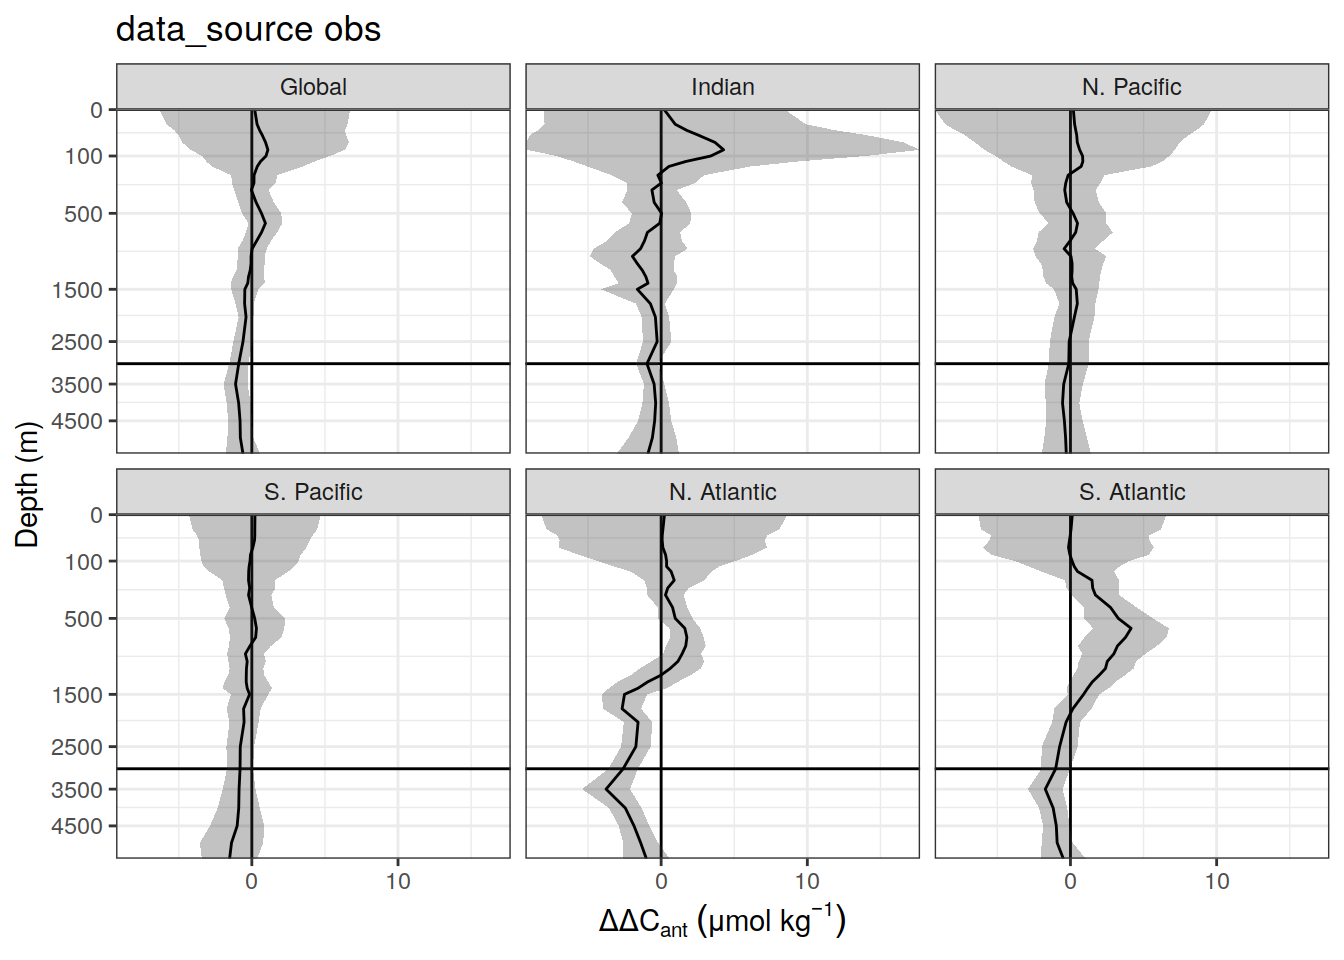 data_source obs
Global
Indian
N. Pacific
0
100
500
1500
2500
3500
4500
S. Pacific
N. Atlantic
S. Atlantic
0
100
500
1500
2500
3500
4500
Depth (m)
0 10
0 10
0 10
ΔΔCant (μmol kg⁻¹)